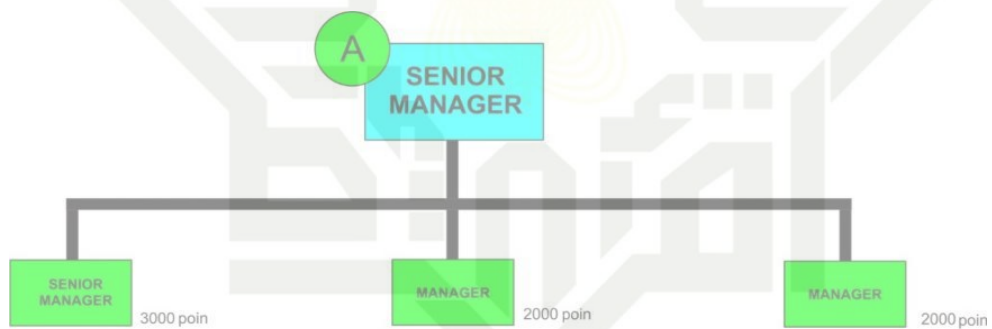 A
SENIOR
MANAGER
SENIOR
MANAGER
3000 poin
MANAGER
2000 poin
MANAGER
2000 poin